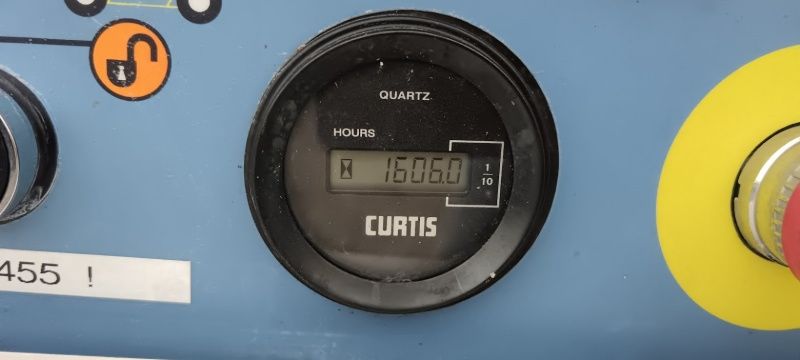 QUARTZ
HOURS
1606.0
1
10
CURTIS
455 !